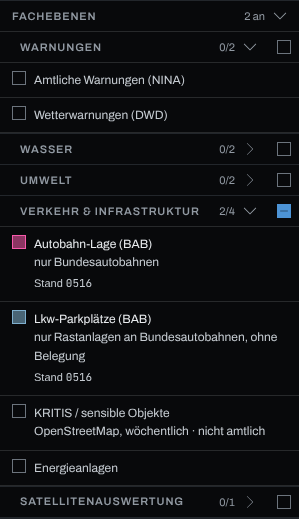 FACHEBENEN 2 an
WARNUNGEN 0/2
Amtliche Warnungen (NINA)
Wetterwarnungen (DWD)
WASSER 0/2
UMWELT 0/2
VERKEHR & INFRASTRUKTUR 2/4
Autobahn-Lage (BAB)
nur Bundesautobahnen
Stand 0516
Lkw-Parkplätze (BAB)
nur Rastanlagen an Bundesautobahnen, ohne
Belegung
Stand 0516
KRITIS / sensible Objekte
OpenStreetMap, wöchentlich · nicht amtlich
Energieanlagen
SATELLITENAUSWERTUNG 0/1